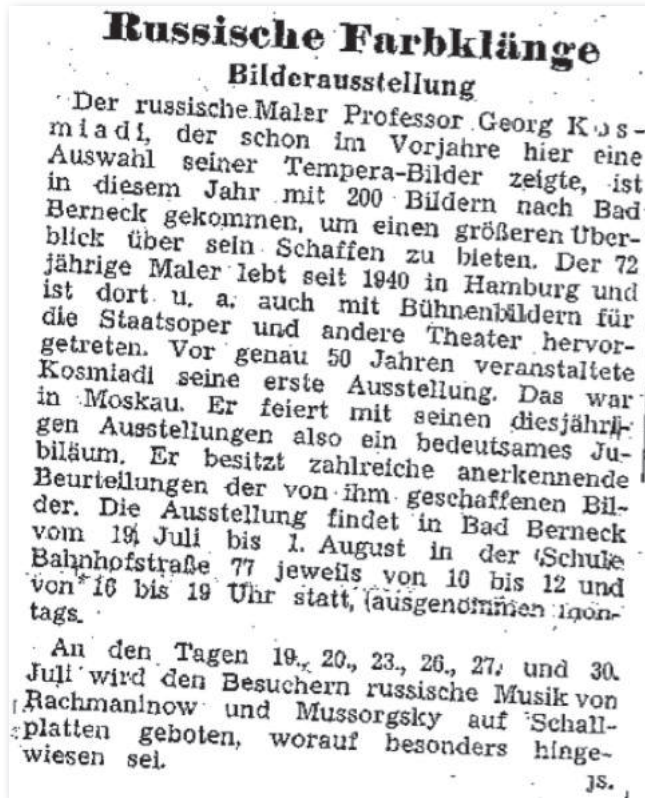 Russische Farbklänge
Bilderausstellung
Der russische Maler Professor Georg Kos-
miadi, der schon im Vorjahre hier eine
Auswahl seiner Tempera-Bilder zeigte, ist
in diesem Jahr mit 200 Bildern nach Bad
Berneck gekommen, um einen größeren Über-
blick über sein Schaffen zu bieten. Der 72
jährige Maler lebt seit 1940 in Hamburg und
ist dort u. a. auch mit Bühnenbildern für
die Staatsoper und andere Theater hervor-
getreten. Vor genau 50 Jahren veranstaltete
Kosmiadi seine erste Ausstellung. Das war
in Moskau. Er feiert mit seinen diesjähri-
gen Ausstellungen also ein bedeutsames Ju-
biläum. Er besitzt zahlreiche anerkennende
Beurteilungen der von ihm geschaffenen Bil-
der. Die Ausstellung findet in Bad Berneck
vom 19. Juli bis 1. August in der Schule
Bahnhofstraße 77 jeweils von 10 bis 12 und
von 16 bis 19 Uhr statt, (ausgenommen mon-
tags.
An den Tagen 19., 20., 23., 26., 27. und 30.
Juli wird den Besuchern russische Musik von
Rachmaninow und Mussorgsky auf Schall-
platten geboten, worauf besonders hinge-
wiesen sei.
js.